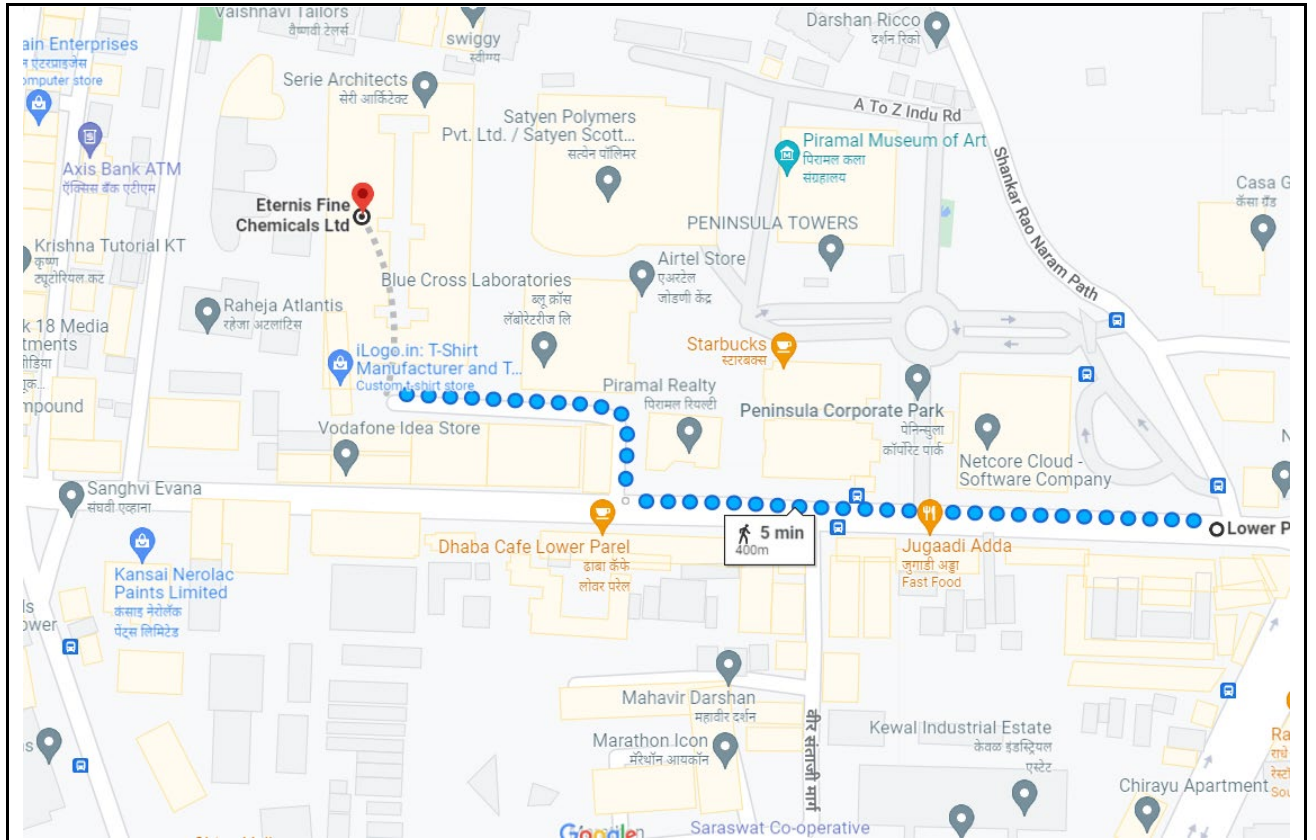 Vaishnavi Tailors
वैष्णवी टेलर्स
swiggy
स्वीग्य
Darshan Ricco
दर्शन रिको
ain Enterprises
न एंटरप्राइजेस
omputer store
Serie Architects
सेरी आर्किटेक्ट
A To Z Indu Rd
Satyen Polymers
Pvt. Ltd. / Satyen Scott...
सत्येन पॉलिमर
Piramal Museum of Art
पिरामल कला
संग्रहालय
Axis Bank ATM
ऍक्सिस बँक एटीएम
Shankar Rao Naram Path
Casa G
कॅसा ग्रँड
Eternis Fine
Chemicals Ltd
PENINSULA TOWERS
Krishna Tutorial KT
कृष्ण
ट्यूटोरियल कट
Airtel Store
एअरटेल
जोडणी केंद्र
Blue Cross Laboratories
ब्लू क्रॉस
लॅबोरेटरीज लि
Raheja Atlantis
रहेजा अटलांटिस
k 18 Media
tments
iLogo.in: T-Shirt
Manufacturer and T...
Custom t-shirt store
Starbucks
स्टारबक्स
Piramal Realty
पिरामल रियल्टी
mpound
Peninsula Corporate Park
पेनिन्सुला
कॉर्पोरेट पार्क
Vodafone Idea Store
Netcore Cloud -
Software Company
Sanghvi Evana
संघवी एव्हाना
Lower P
5 min
400m
Dhaba Cafe Lower Parel
ढाबा कॅफे
लोवर परेल
Jugaadi Adda
जुगाडी अड्डा
Fast Food
Kansai Nerolac
Paints Limited
कंसाइ नेरोलॅक
पेंट्स लिमिटेड
ower
Mahavir Darshan
महावीर दर्शन
वीर संताजी मार्ग
Marathon Icon
मॅरेथॉन आयकॉन
Kewal Industrial Estate
केवळ इंडस्ट्रियल
एस्टेट
Chirayu Apartment
Ra
Sou
Google
Saraswat Co-operative